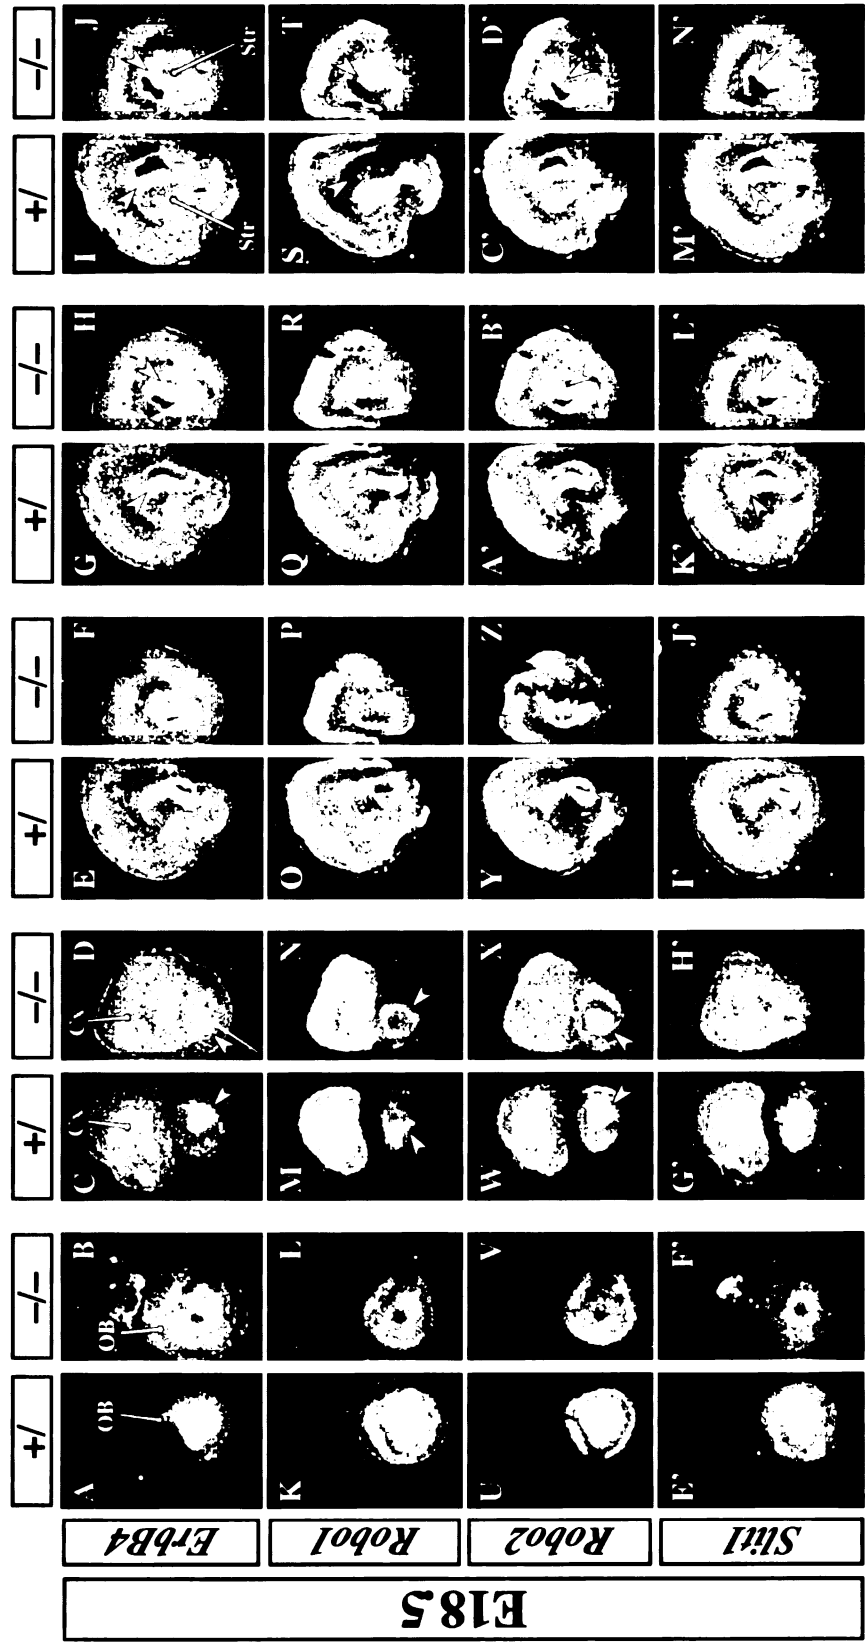 +/ −/− +/ −/− +/ −/− +/ −/− +/ −/−
E18.5
ErbB4
A B C D E F G H I J
OB OB Cx Cx Str Str
Robo1
K L M N O P Q R S T
Robo2
U V W X Y Z A' B' C' D'
Slit1
E' F' G' H' I' J' K' L' M' N'